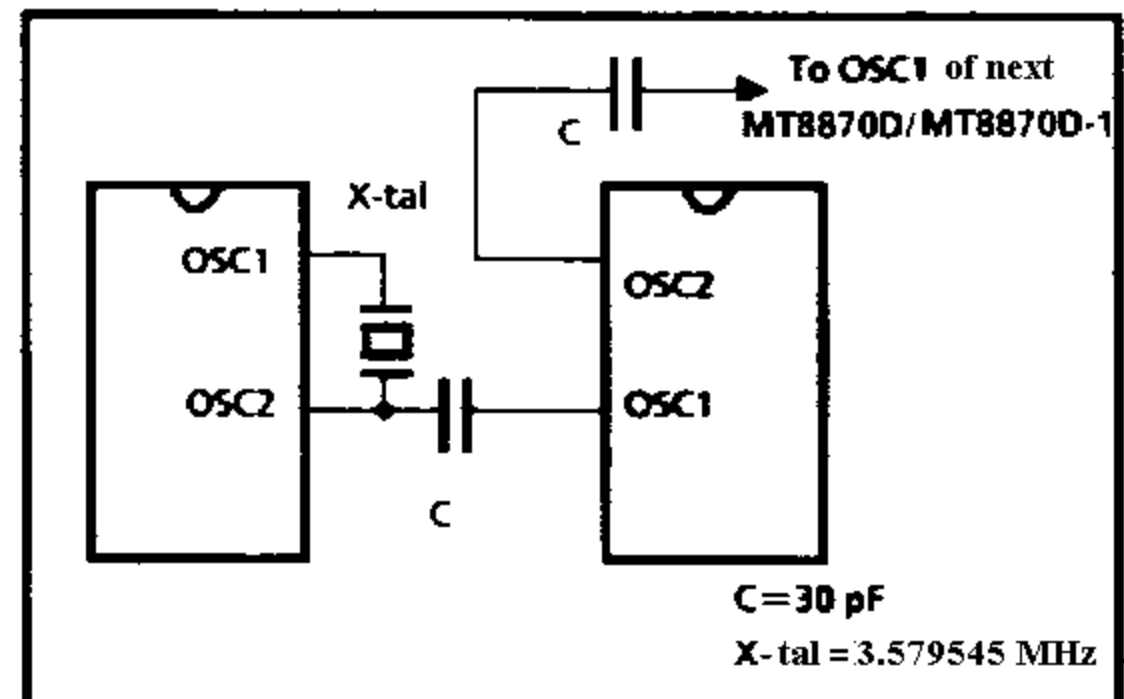 To OSC1 of next
MT8870D/MT8870D-1
C
X-tal
OSC1
OSC2
OSC2
OSC1
C
C=30 pF
X-tal = 3.579545 MHz